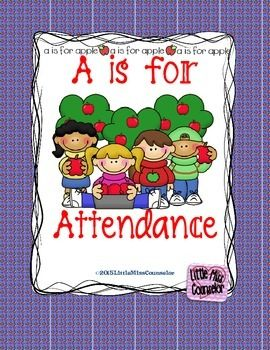 a is for apple a is for apple a is for apple
A is for
Attendance
©2015LittleMissCounselor
Little Miss
Counselor